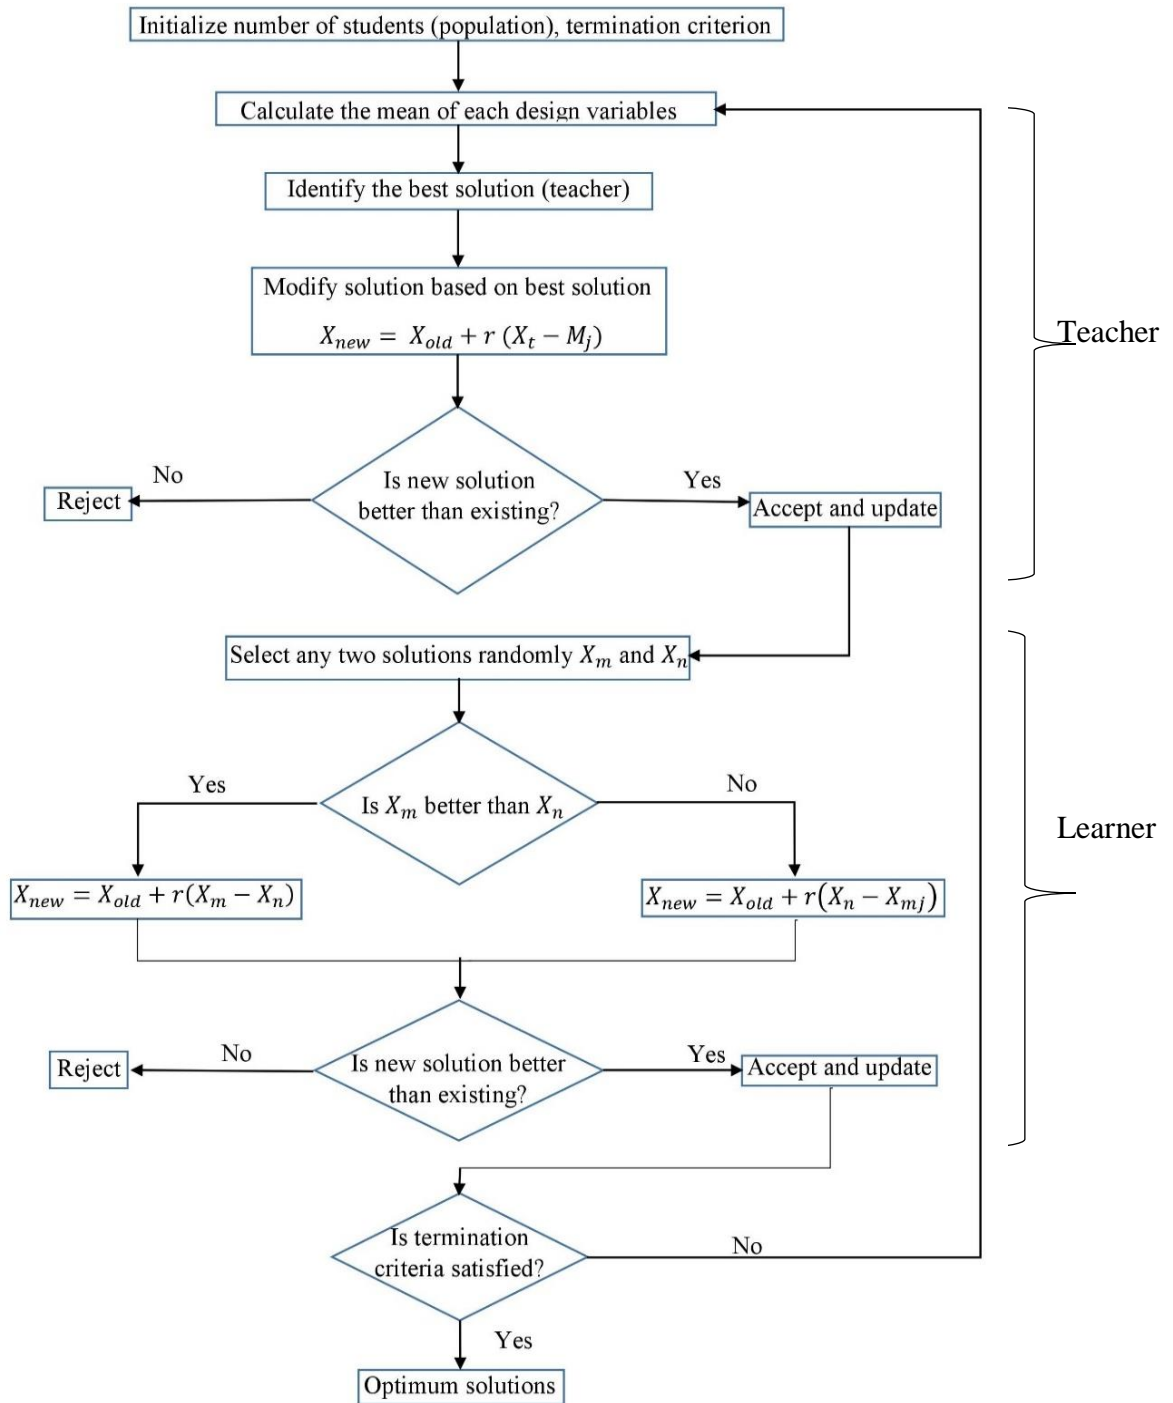 Initialize number of students (population), termination criterion
Calculate the mean of each design variables
Identify the best solution (teacher)
Modify solution based on best solution
X_new = X_old + r (X_t − M_j)
Teacher
No
Is new solution
better than existing?
Yes
Reject
Accept and update
Select any two solutions randomly X_m and X_n
Yes
Is X_m better than X_n
No
Learner
X_new = X_old + r(X_m − X_n)
X_new = X_old + r(X_n − X_mj)
Reject
No
Is new solution better
than existing?
Yes
Accept and update
Is termination
criteria satisfied?
No
Yes
Optimum solutions